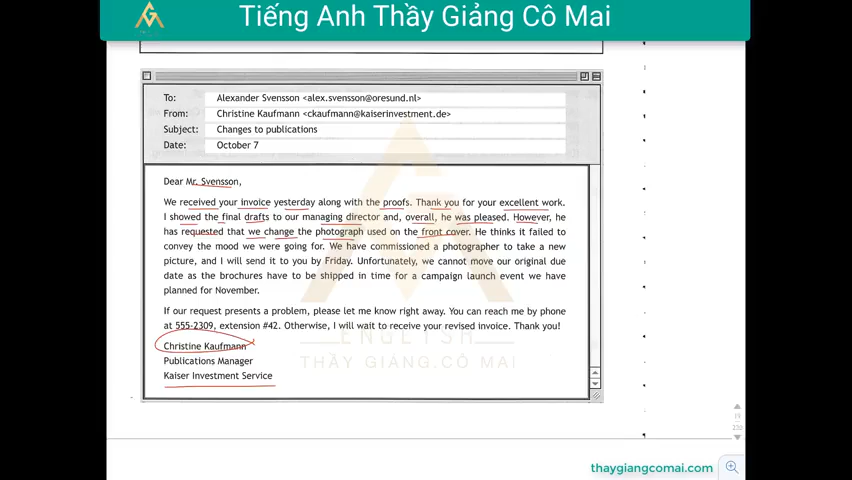 Tiếng Anh Thầy Giảng Cô Mai
To: Alexander Svensson <alex.svensson@oresund.nl>
From: Christine Kaufmann <ckaufmann@kaiserinvestment.de>
Subject: Changes to publications
Date: October 7
Dear Mr. Svensson,
We received your invoice yesterday along with the proofs. Thank you for your excellent work.
I showed the final drafts to our managing director and, overall, he was pleased. However, he
has requested that we change the photograph used on the front cover. He thinks it failed to
convey the mood we were going for. We have commissioned a photographer to take a new
picture, and I will send it to you by Friday. Unfortunately, we cannot move our original due
date as the brochures have to be shipped in time for a campaign launch event we have
planned for November.
If our request presents a problem, please let me know right away. You can reach me by phone
at 555-2309, extension #42. Otherwise, I will wait to receive your revised invoice. Thank you!
ENGLISH
Christine Kaufmann
THẦY GIẢNG.CÔ MAI
Publications Manager
Kaiser Investment Service
19
thaygiangcomai.com